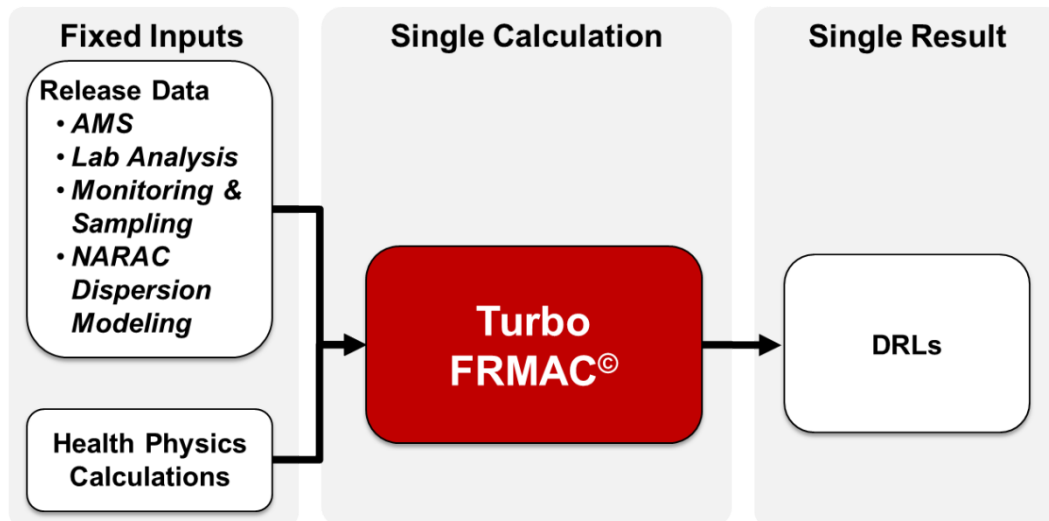 Fixed Inputs
Release Data
• AMS
• Lab Analysis
• Monitoring &
Sampling
• NARAC
Dispersion
Modeling
Health Physics
Calculations
Single Calculation
Turbo
FRMAC©
Single Result
DRLs